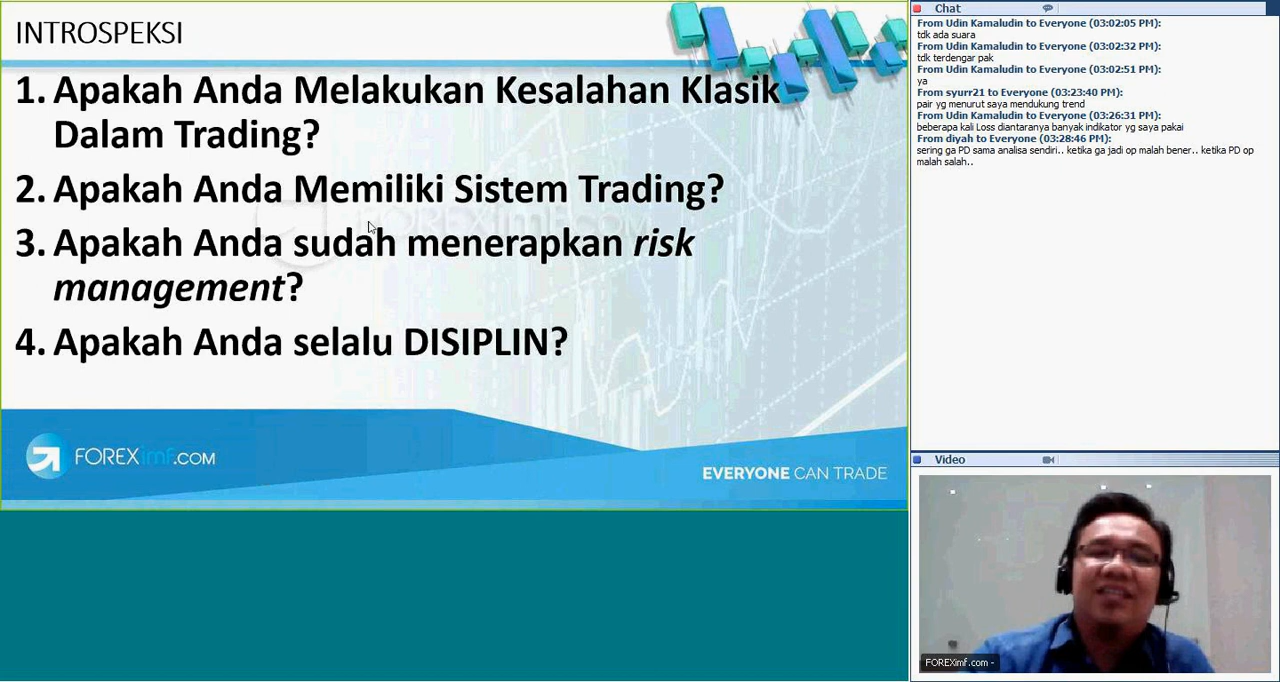 INTROSPEKSI
1. Apakah Anda Melakukan Kesalahan Klasik
Dalam Trading?
2. Apakah Anda Memiliki Sistem Trading?
3. Apakah Anda sudah menerapkan risk
management?
4. Apakah Anda selalu DISIPLIN?
FOREXimf.COM
EVERYONE CAN TRADE
Chat
From Udin Kamaludin to Everyone (03:02:05 PM):
tdk ada suara
From Udin Kamaludin to Everyone (03:02:32 PM):
tdk terdengar pak
From Udin Kamaludin to Everyone (03:02:51 PM):
ya
From syurr21 to Everyone (03:23:40 PM):
pair yg menurut saya mendukung trend
From Udin Kamaludin to Everyone (03:26:31 PM):
beberapa kali Loss diantaranya banyak indikator yg saya pakai
From diyah to Everyone (03:28:46 PM):
sering ga PD sama analisa sendiri.. ketika ga jadi op malah bener.. ketika PD op
malah salah..
Video
FOREXimf.com -